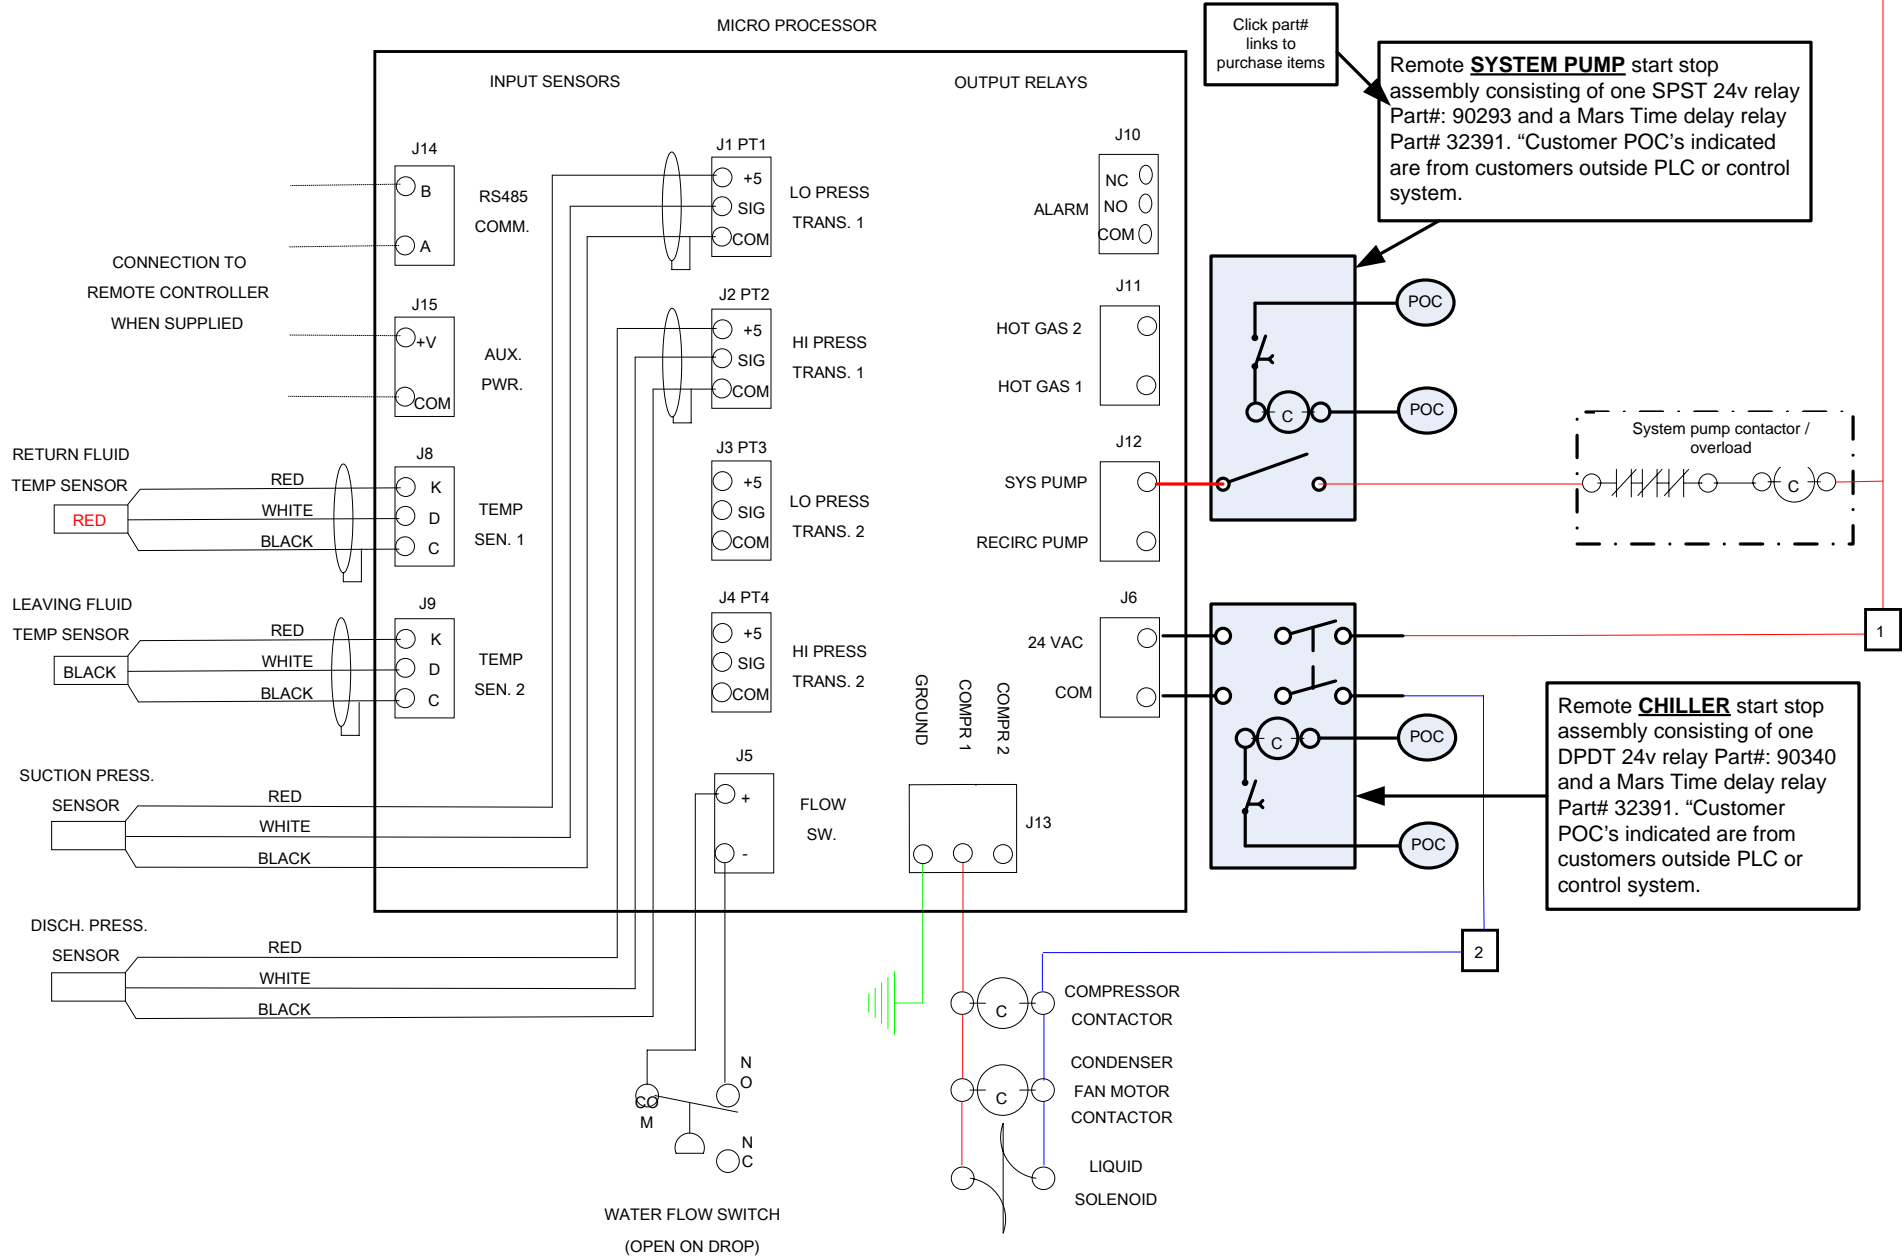 MICRO PROCESSOR
INPUT SENSORS
OUTPUT RELAYS
Click part#
links to
purchase items
Remote SYSTEM PUMP start stop
assembly consisting of one SPST 24v relay
Part#: 90293 and a Mars Time delay relay
Part# 32391. “Customer POC's indicated
are from customers outside PLC or control
system.
J14
B
A
RS485
COMM.
CONNECTION TO
REMOTE CONTROLLER
WHEN SUPPLIED
J15
+V
COM
AUX.
PWR.
RETURN FLUID
TEMP SENSOR
RED
RED
WHITE
BLACK
J8
K
D
C
TEMP
SEN. 1
LEAVING FLUID
TEMP SENSOR
BLACK
RED
WHITE
BLACK
J9
K
D
C
TEMP
SEN. 2
SUCTION PRESS.
SENSOR
RED
WHITE
BLACK
DISCH. PRESS.
SENSOR
RED
WHITE
BLACK
J1 PT1
+5
SIG
COM
LO PRESS
TRANS. 1
J2 PT2
+5
SIG
COM
HI PRESS
TRANS. 1
J3 PT3
+5
SIG
COM
LO PRESS
TRANS. 2
J4 PT4
+5
SIG
COM
HI PRESS
TRANS. 2
J5
+
-
FLOW
SW.
J10
NC
NO
COM
ALARM
J11
HOT GAS 2
HOT GAS 1
J12
SYS PUMP
RECIRC PUMP
J6
24 VAC
COM
GROUND
COMPR 1
COMPR 2
J13
POC
C
POC
System pump contactor /
overload
C
1
C
POC
POC
Remote CHILLER start stop
assembly consisting of one
DPDT 24v relay Part#: 90340
and a Mars Time delay relay
Part# 32391. “Customer
POC's indicated are from
customers outside PLC or
control system.
2
C
COMPRESSOR
CONTACTOR
C
CONDENSER
FAN MOTOR
CONTACTOR
LIQUID
SOLENOID
N
O
CO
M
N
C
WATER FLOW SWITCH
(OPEN ON DROP)